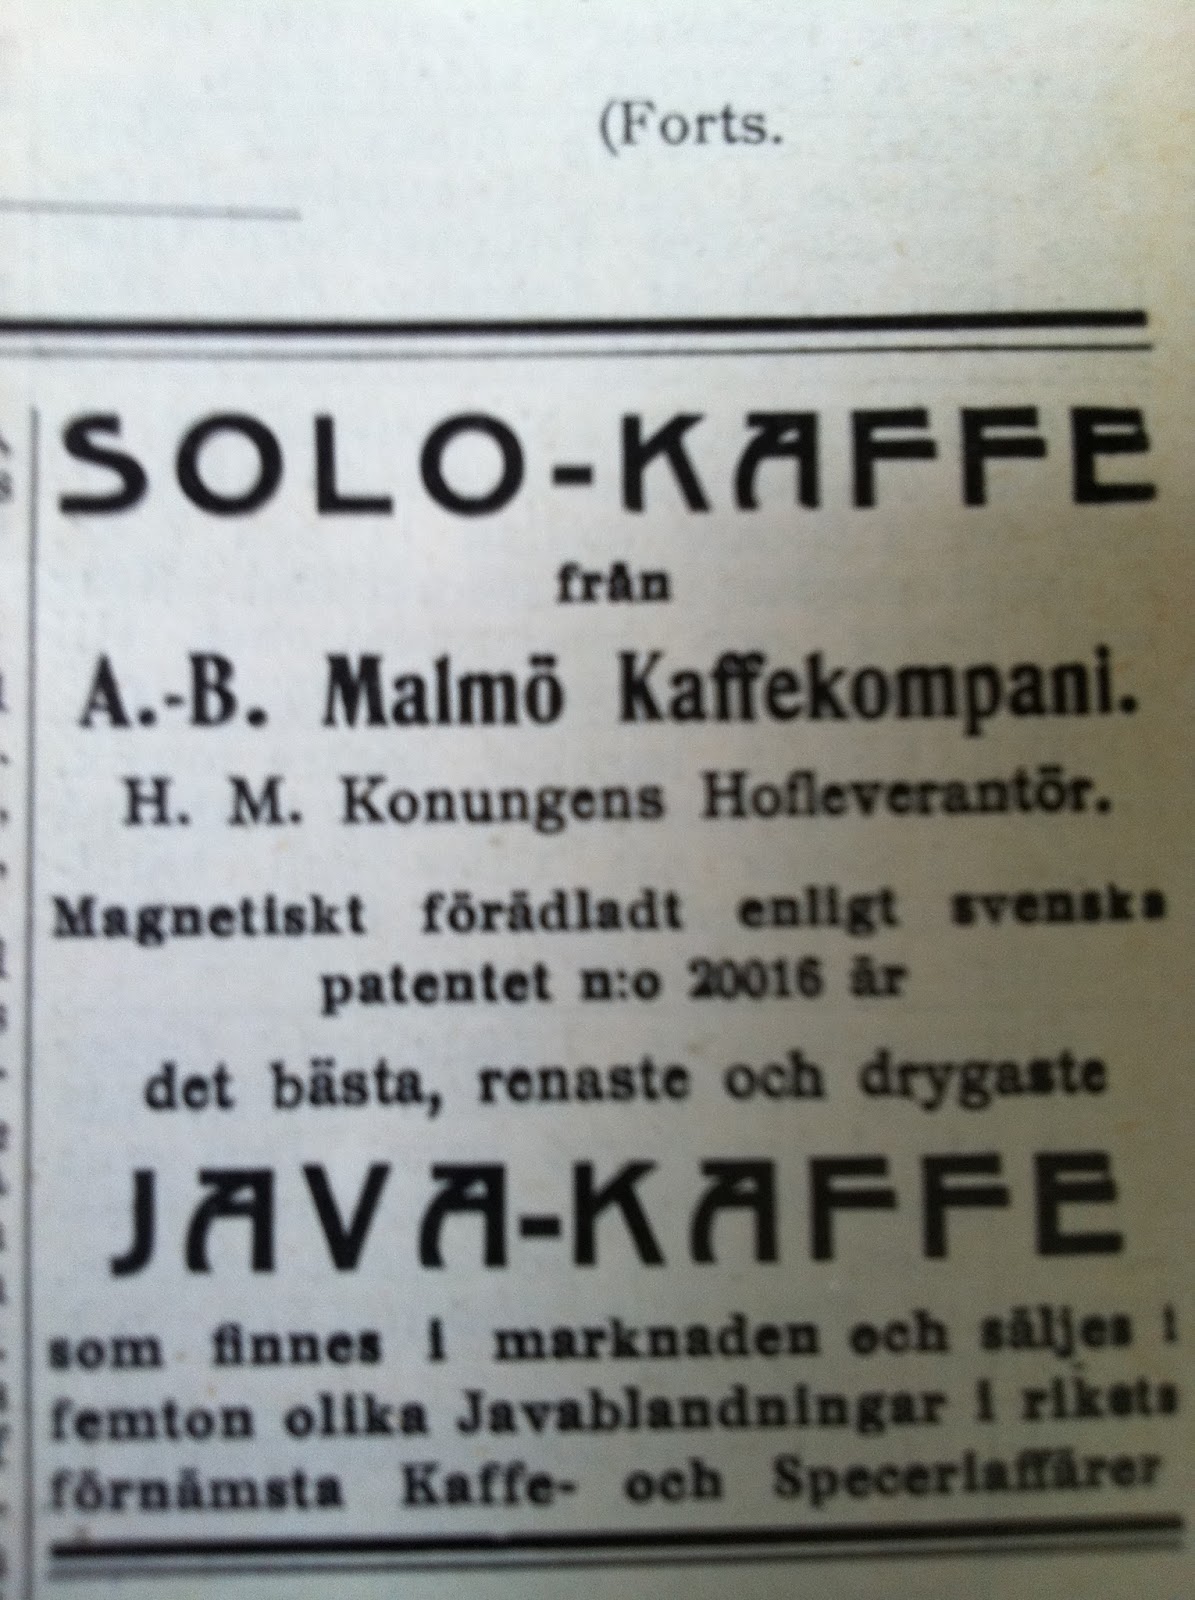 (Forts.
SOLO-KAFFE
från
A.-B. Malmö Kaffekompani.
H. M. Konungens Hofleverantör.
Magnetiskt förädladt enligt svenska
patentet n:o 20016 är
det bästa, renaste och drygaste
JAVA-KAFFE
som finnes i marknaden och säljes i
femton olika Javablandningar i rikets
förnämsta Kaffe- och Speceriaffärer